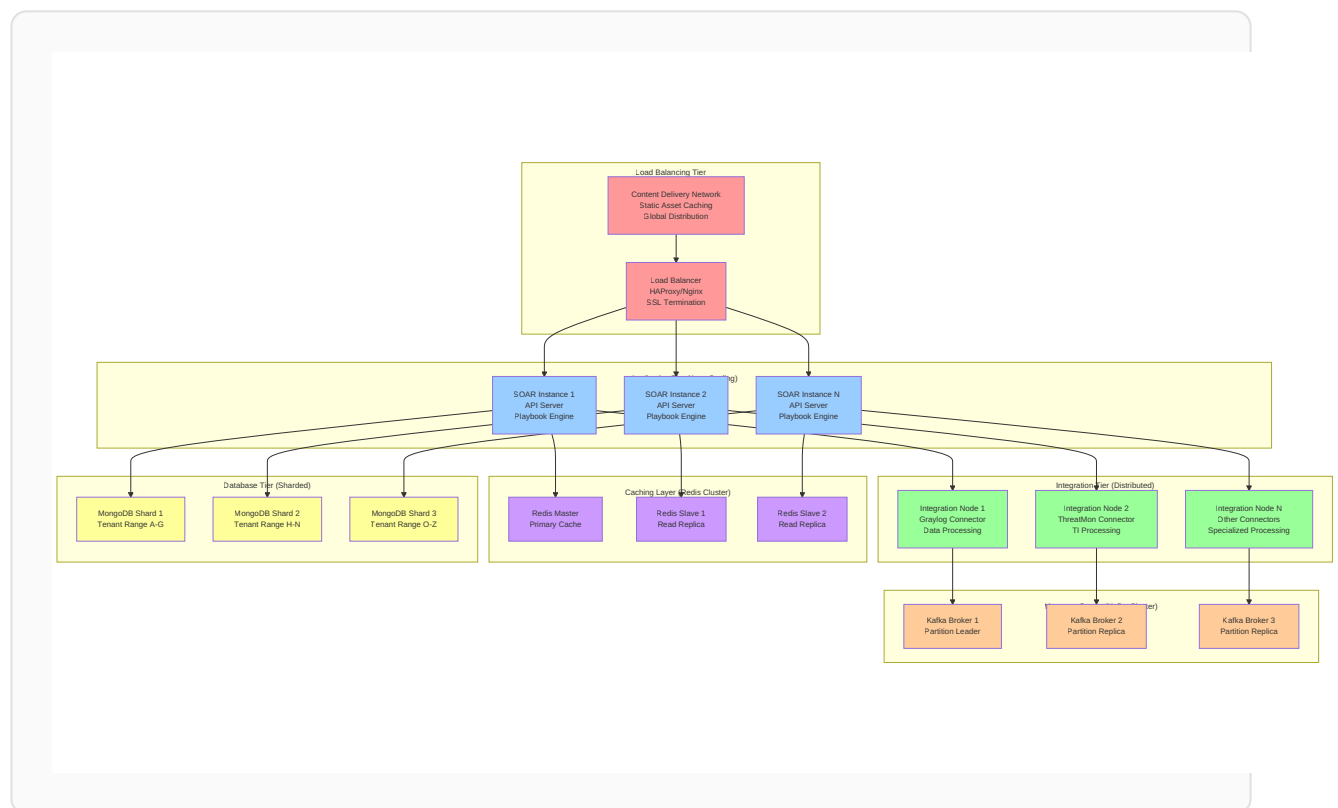 Load Balancing Tier
Content Delivery Network
Static Asset Caching
Global Distribution
Load Balancer
HAProxy/Nginx
SSL Termination
SOAR Instance 1
API Server
Playbook Engine
SOAR Instance 2
API Server
Playbook Engine
SOAR Instance N
API Server
Playbook Engine
Database Tier (Sharded)
MongoDB Shard 1
Tenant Range A-G
MongoDB Shard 2
Tenant Range H-N
MongoDB Shard 3
Tenant Range O-Z
Caching Layer (Redis Cluster)
Redis Master
Primary Cache
Redis Slave 1
Read Replica
Redis Slave 2
Read Replica
Integration Tier (Distributed)
Integration Node 1
Graylog Connector
Data Processing
Integration Node 2
ThreatMon Connector
TI Processing
Integration Node N
Other Connectors
Specialized Processing
Kafka Broker 1
Partition Leader
Kafka Broker 2
Partition Replica
Kafka Broker 3
Partition Replica